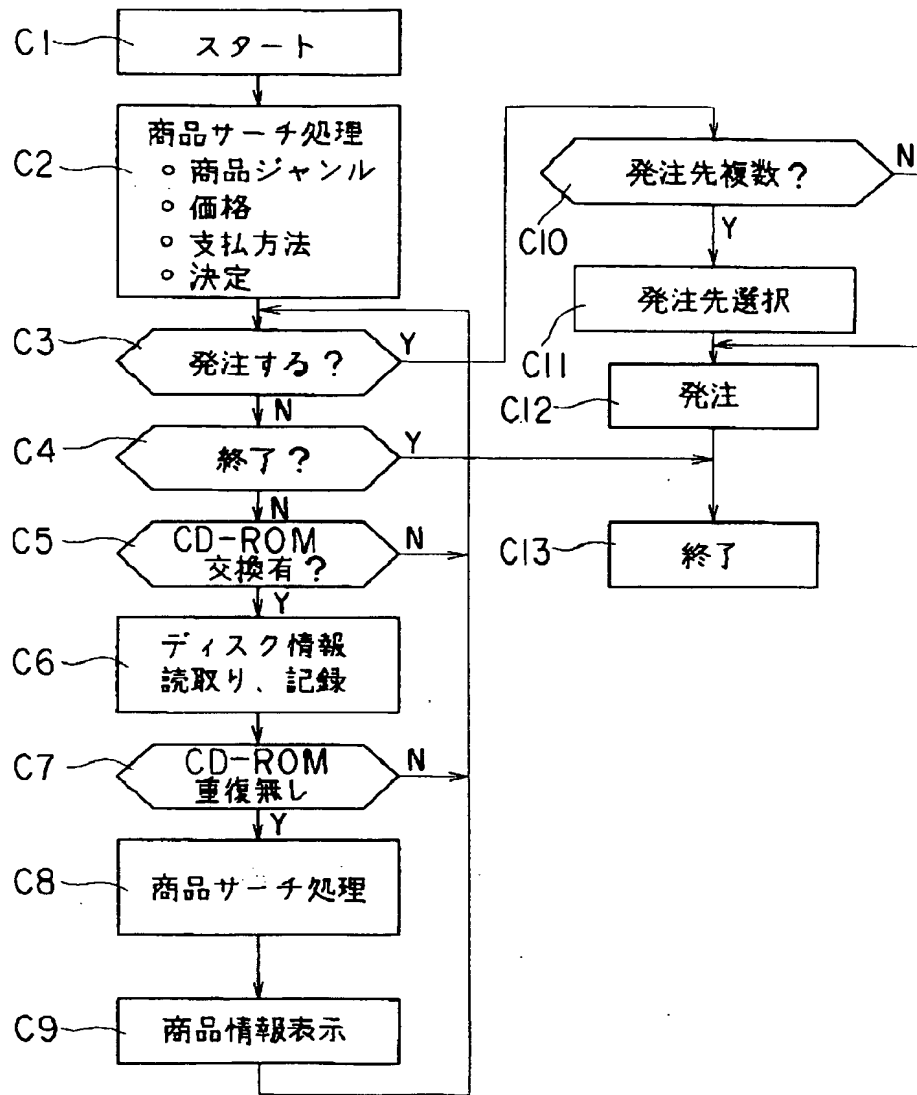 C1
スタート
C2
商品サーチ処理
○ 商品ジャンル
○ 価格
○ 支払方法
○ 決定
C3
発注する?
Y
N
C4
終了?
Y
N
C5
CD-ROM
交換有?
N
Y
C6
ディスク情報
読取り、記録
C7
CD-ROM
重複無し
N
Y
C8
商品サーチ処理
C9
商品情報表示
C10
発注先複数?
N
Y
C11
発注先選択
C12
発注
C13
終了